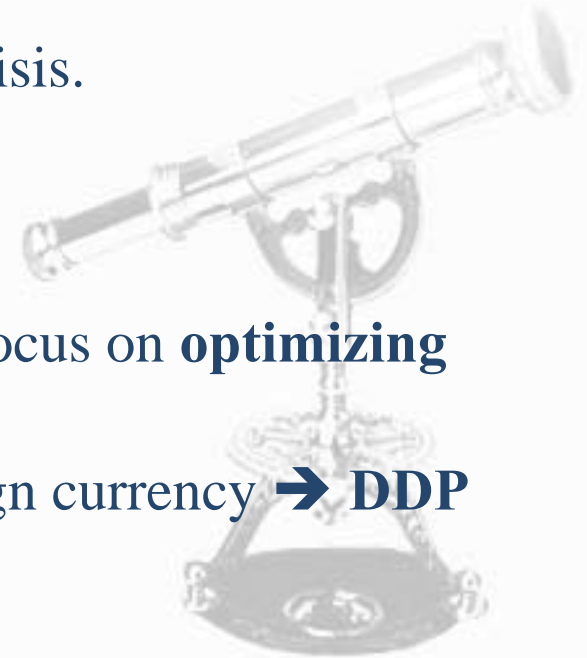 isis.
ocus on optimizing
gn currency ➔ DDP